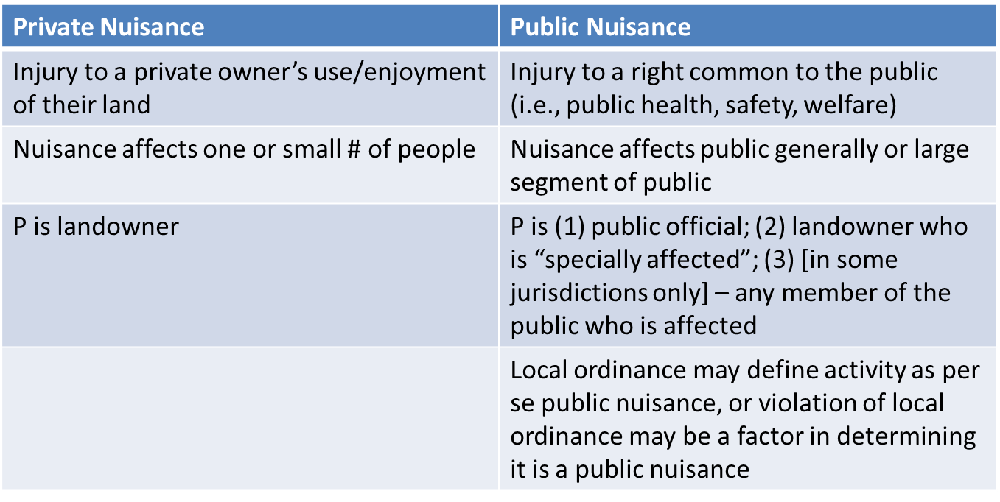 Private Nuisance
Public Nuisance
Injury to a private owner’s use/enjoyment
of their land
Injury to a right common to the public
(i.e., public health, safety, welfare)
Nuisance affects one or small # of people
Nuisance affects public generally or large
segment of public
P is landowner
P is (1) public official; (2) landowner who
is “specially affected”; (3) [in some
jurisdictions only] – any member of the
public who is affected
Local ordinance may define activity as per
se public nuisance, or violation of local
ordinance may be a factor in determining
it is a public nuisance